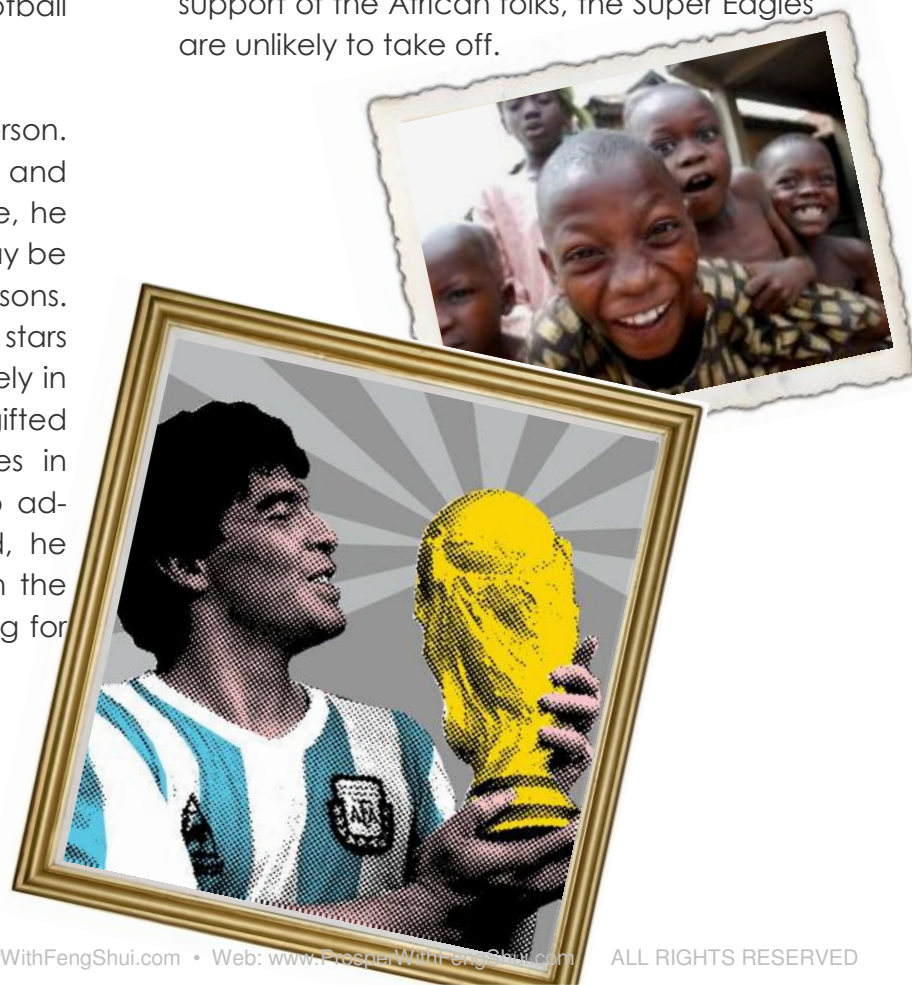 otball
rson.
and
e, he
ay be
sons.
stars
ely in
gifted
es in
o ad-
d, he
n the
g for
support of the African folks, the Super Eagles
are unlikely to take off.
AFA
WithFengShui.com • Web: www.ProsperWithFengShui.com ALL RIGHTS RESERVED